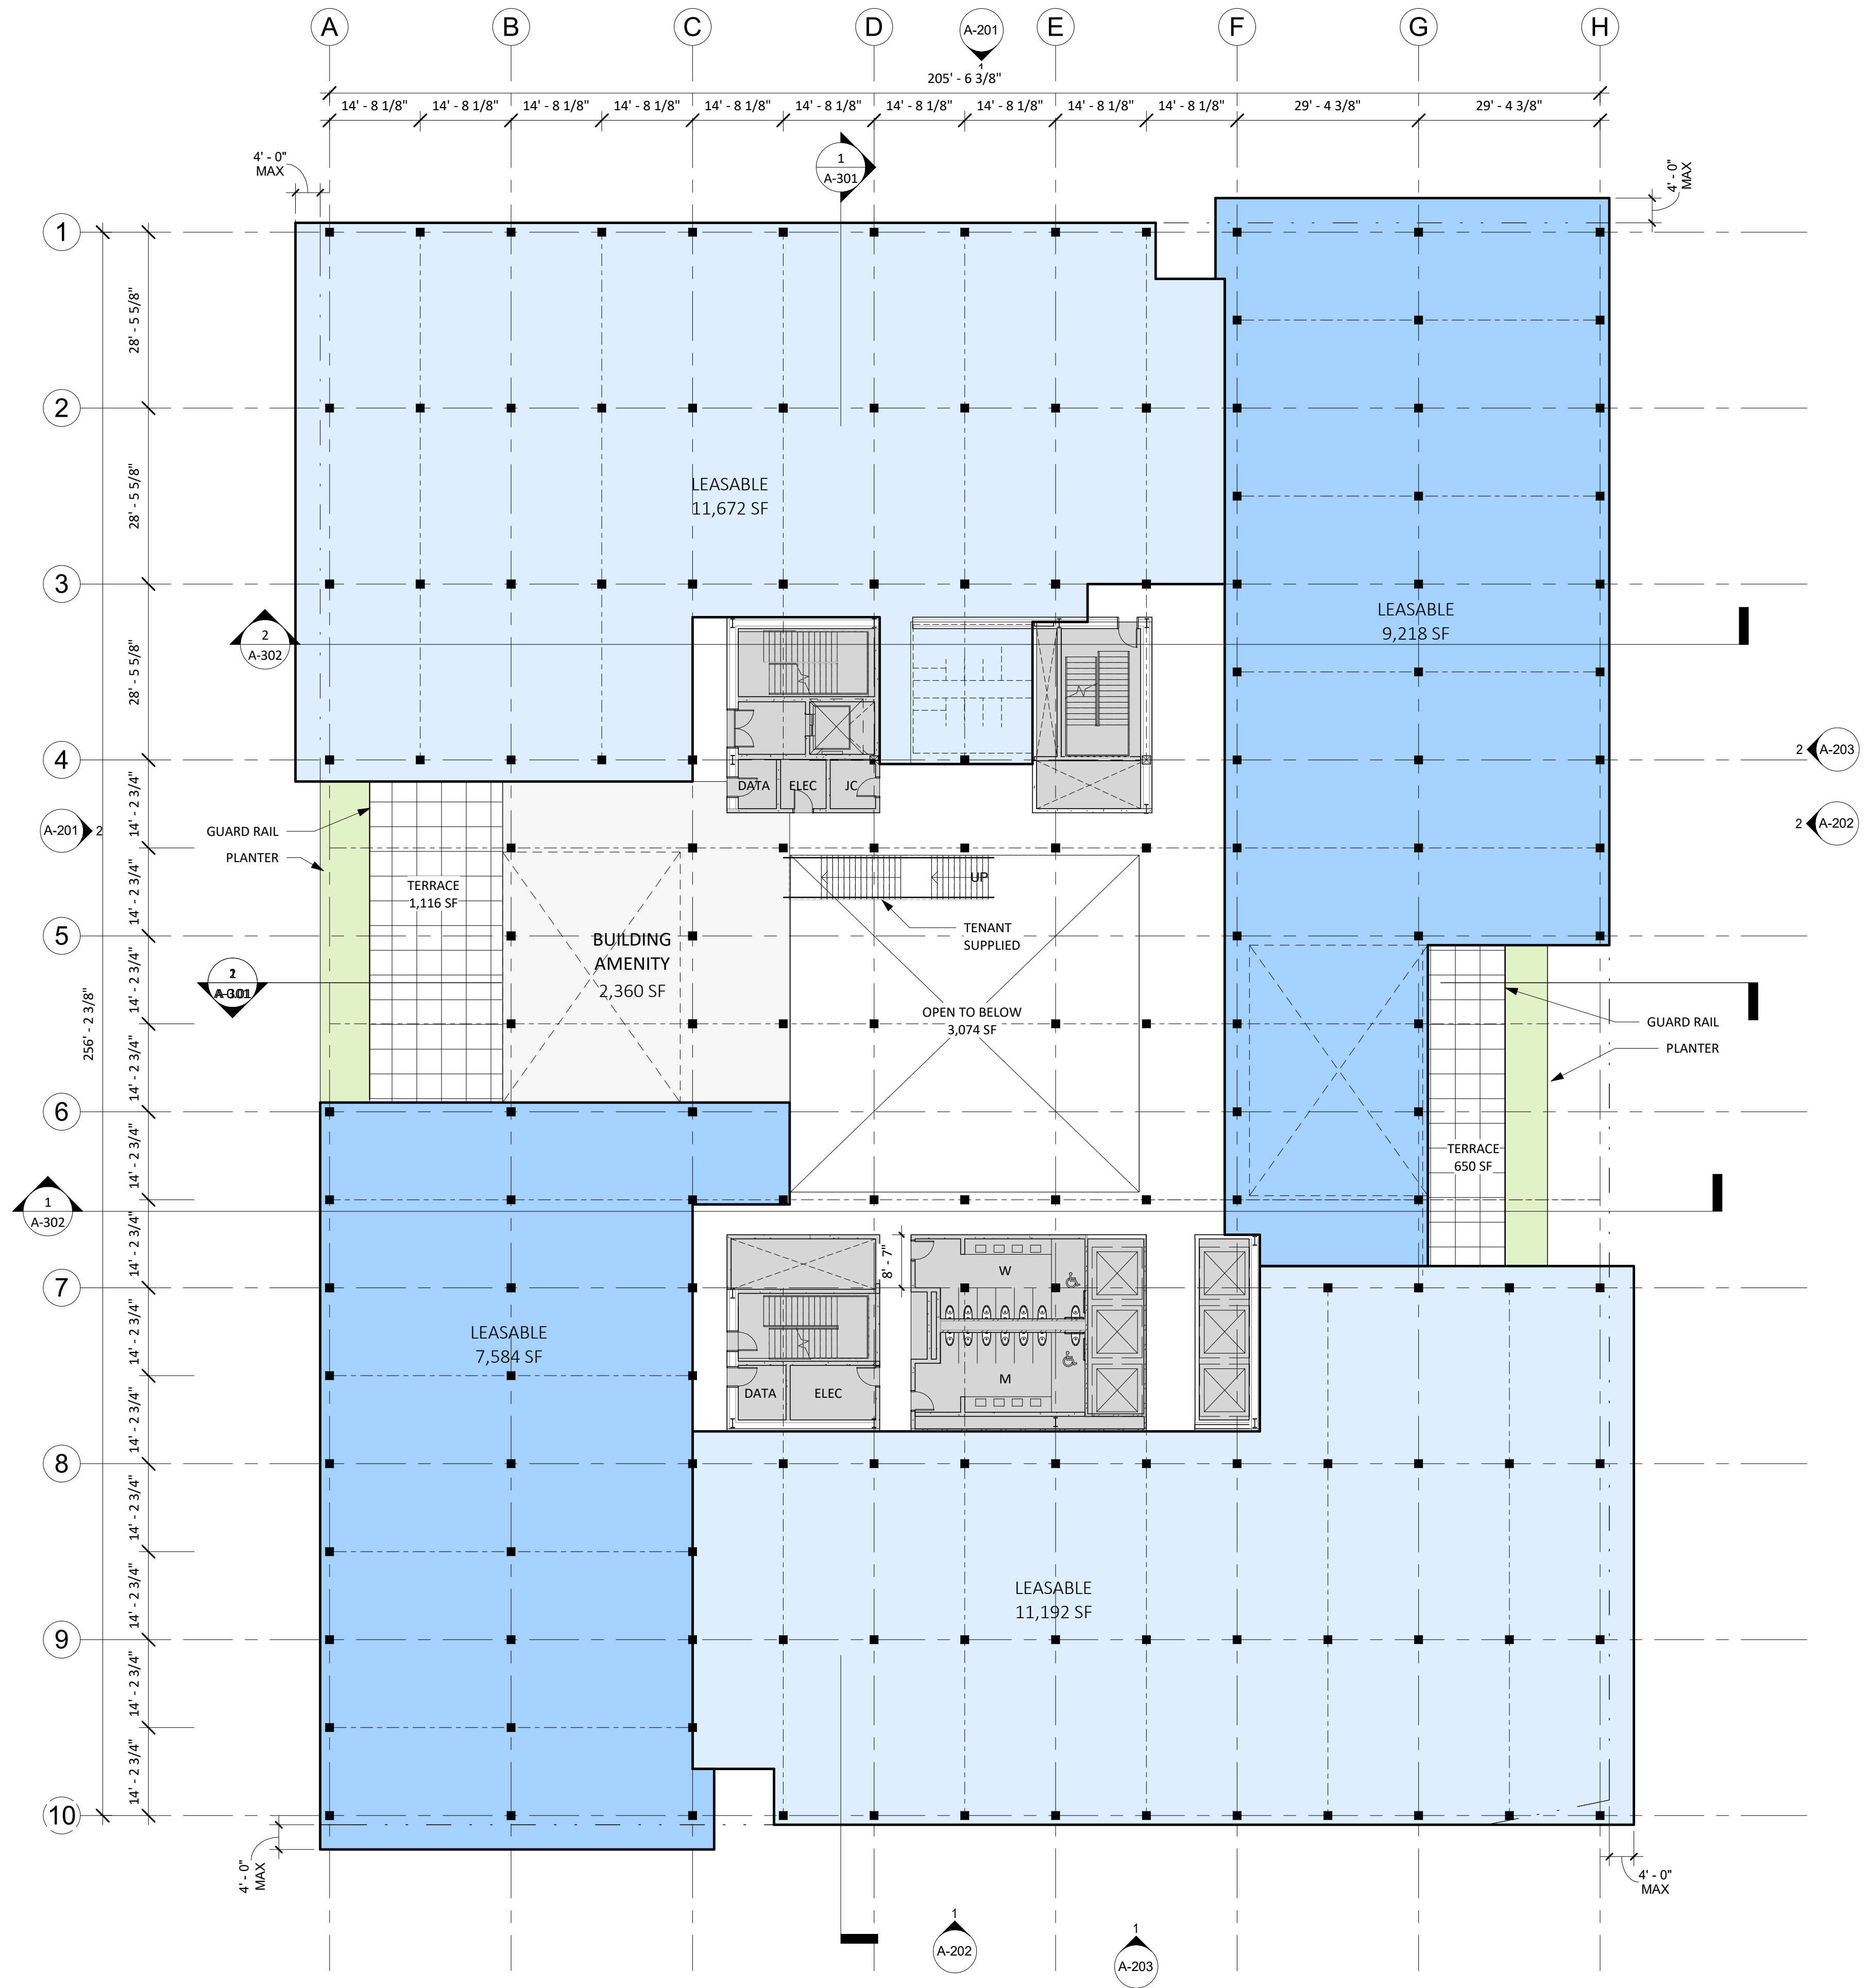 A
B
C
D
A-201
1
E
F
G
H
205' - 6 3/8"
14' - 8 1/8"
14' - 8 1/8"
14' - 8 1/8"
14' - 8 1/8"
14' - 8 1/8"
14' - 8 1/8"
14' - 8 1/8"
14' - 8 1/8"
14' - 8 1/8"
14' - 8 1/8"
29' - 4 3/8"
29' - 4 3/8"
4' - 0"
MAX
1
A-301
4' - 0"
MAX
1
28' - 5 5/8"
2
28' - 5 5/8"
LEASABLE
11,672 SF
3
LEASABLE
9,218 SF
2
A-302
28' - 5 5/8"
4
2
A-203
DATA
ELEC
JC
14' - 2 3/4"
A-201
2
GUARD RAIL
PLANTER
2
A-202
14' - 2 3/4"
TERRACE
1,116 SF
UP
5
TENANT
SUPPLIED
BUILDING
AMENITY
2,360 SF
14' - 2 3/4"
A-301
256' - 2 3/8"
OPEN TO BELOW
3,074 SF
GUARD RAIL
PLANTER
14' - 2 3/4"
6
14' - 2 3/4"
TERRACE
650 SF
1
A-302
14' - 2 3/4"
8' - 7"
W
7
14' - 2 3/4"
LEASABLE
7,584 SF
M
DATA
ELEC
14' - 2 3/4"
8
14' - 2 3/4"
14' - 2 3/4"
LEASABLE
11,192 SF
9
14' - 2 3/4"
14' - 2 3/4"
10
4' - 0"
MAX
4' - 0"
MAX
1
A-202
1
A-203